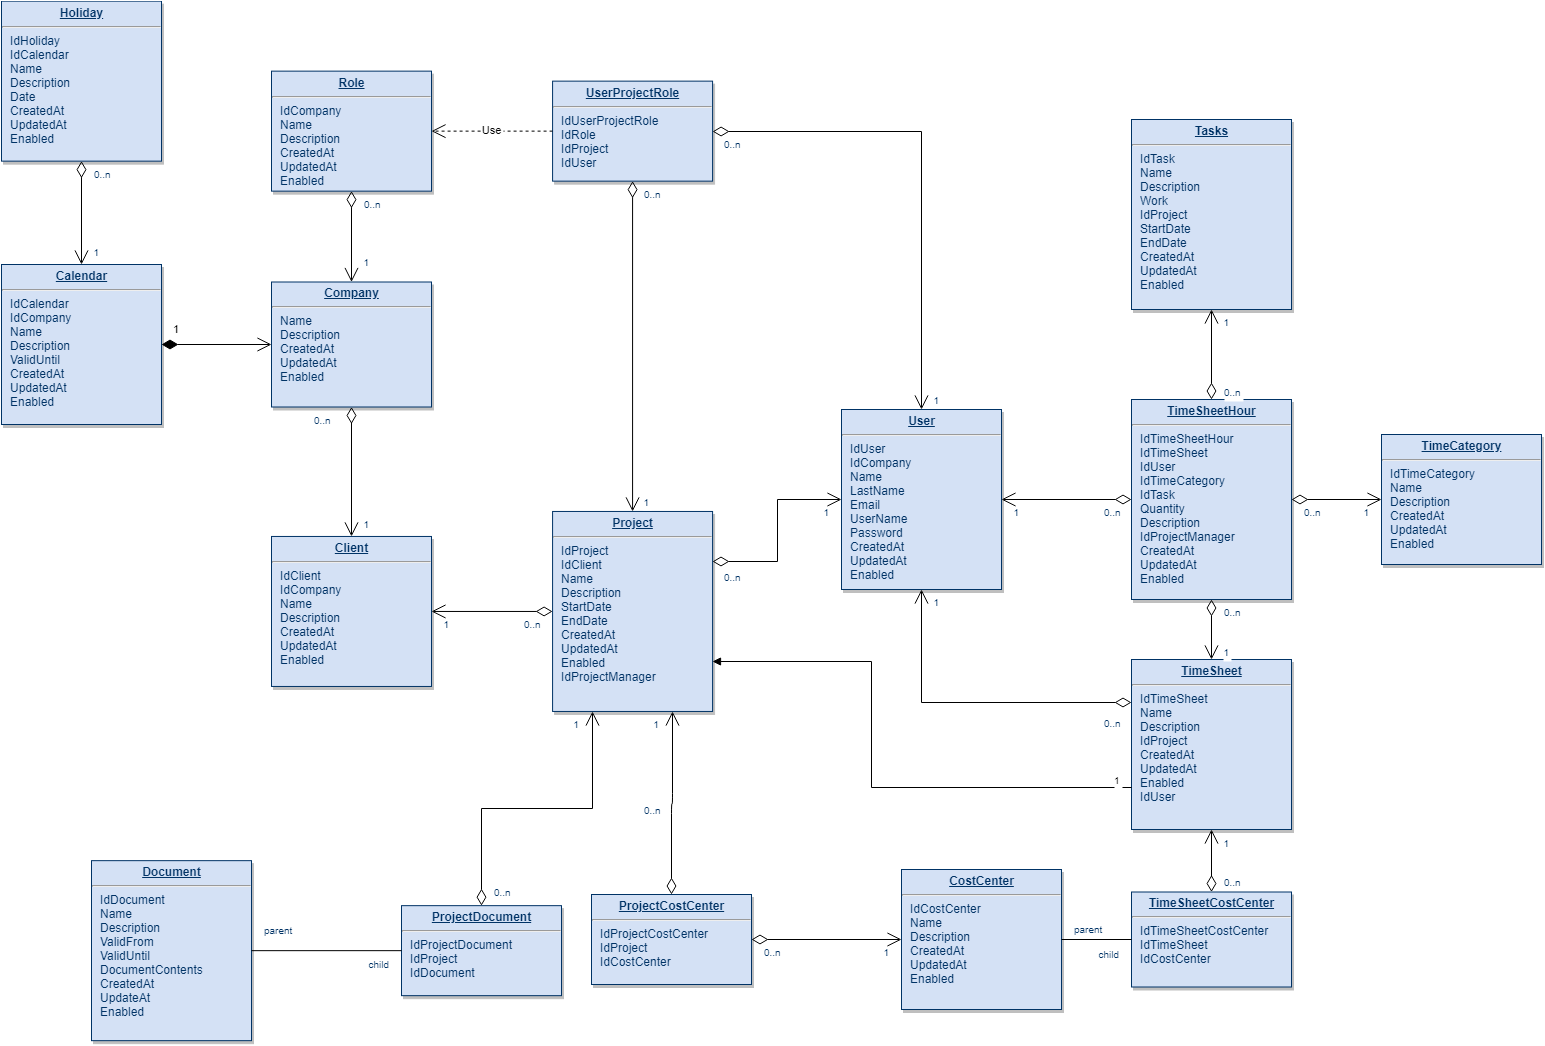 Holiday
IdHoliday
IdCalendar
Name
Description
Date
CreatedAt
UpdatedAt
Enabled
0..n
1
Calendar
IdCalendar
IdCompany
Name
Description
ValidUntil
CreatedAt
UpdatedAt
Enabled
1
Role
IdCompany
Name
Description
CreatedAt
UpdatedAt
Enabled
0..n
1
Use
Company
Name
Description
CreatedAt
UpdatedAt
Enabled
0..n
1
Client
IdClient
IdCompany
Name
Description
CreatedAt
UpdatedAt
Enabled
1
0..n
UserProjectRole
IdUserProjectRole
IdRole
IdProject
IdUser
0..n
0..n
1
1
Project
IdProject
IdClient
Name
Description
StartDate
EndDate
CreatedAt
UpdatedAt
Enabled
IdProjectManager
0..n
1
1
1
User
IdUser
IdCompany
Name
LastName
Email
UserName
Password
CreatedAt
UpdatedAt
Enabled
1
0..n
1
0..n
1
Tasks
IdTask
Name
Description
Work
IdProject
StartDate
EndDate
CreatedAt
UpdatedAt
Enabled
1
0..n
TimeSheetHour
IdTimeSheetHour
IdTimeSheet
IdUser
IdTimeCategory
IdTask
Quantity
Description
IdProjectManager
CreatedAt
UpdatedAt
Enabled
0..n
1
0..n
1
TimeCategory
IdTimeCategory
Name
Description
CreatedAt
UpdatedAt
Enabled
TimeSheet
IdTimeSheet
Name
Description
IdProject
CreatedAt
UpdatedAt
Enabled
IdUser
1
0..n
Document
IdDocument
Name
Description
ValidFrom
ValidUntil
DocumentContents
CreatedAt
UpdateAt
Enabled
parent
child
0..n
ProjectDocument
IdProjectDocument
IdProject
IdDocument
0..n
ProjectCostCenter
IdProjectCostCenter
IdProject
IdCostCenter
0..n
1
CostCenter
IdCostCenter
Name
Description
CreatedAt
UpdatedAt
Enabled
parent
child
TimeSheetCostCenter
IdTimeSheetCostCenter
IdTimeSheet
IdCostCenter